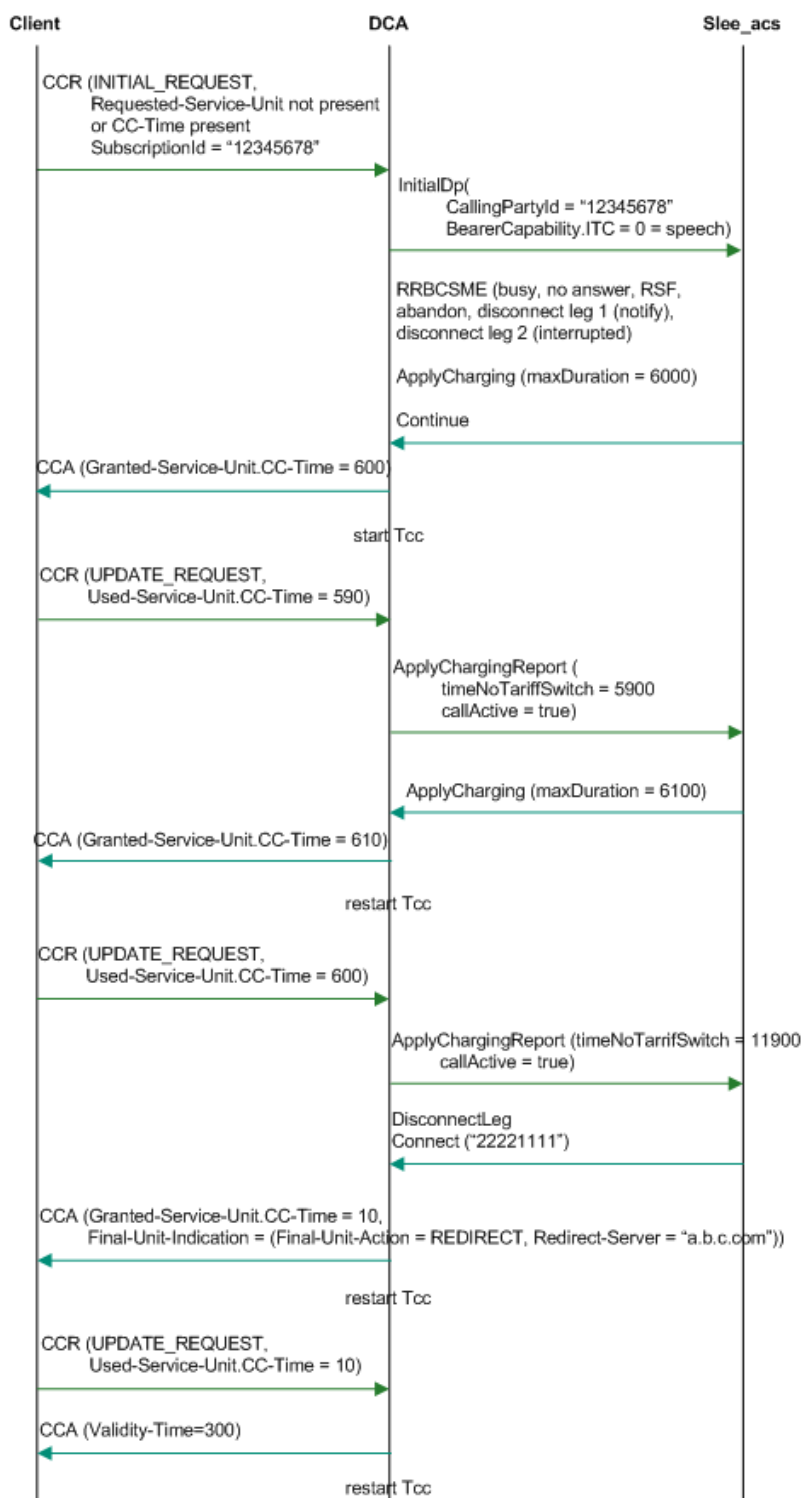 Client DCA Slee_acs
CCR (INITIAL_REQUEST,
Requested-Service-Unit not present
or CC-Time present
SubscriptionId = “12345678”
InitialDp(
CallingPartyId = “12345678”
BearerCapability.ITC = 0 = speech)
RRBCSME (busy, no answer, RSF,
abandon, disconnect leg 1 (notify),
disconnect leg 2 (interrupted)
ApplyCharging (maxDuration = 6000)
Continue
CCA (Granted-Service-Unit.CC-Time = 600)
start Tcc
CCR (UPDATE_REQUEST,
Used-Service-Unit.CC-Time = 590)
ApplyChargingReport (
timeNoTariffSwitch = 5900
callActive = true)
ApplyCharging (maxDuration = 6100)
CCA (Granted-Service-Unit.CC-Time = 610)
restart Tcc
CCR (UPDATE_REQUEST,
Used-Service-Unit.CC-Time = 600)
ApplyChargingReport (timeNoTarrifSwitch = 11900
callActive = true)
DisconnectLeg
Connect (“22221111”)
CCA (Granted-Service-Unit.CC-Time = 10,
Final-Unit-Indication = (Final-Unit-Action = REDIRECT, Redirect-Server = “a.b.c.com”))
restart Tcc
CCR (UPDATE_REQUEST,
Used-Service-Unit.CC-Time = 10)
CCA (Validity-Time=300)
restart Tcc